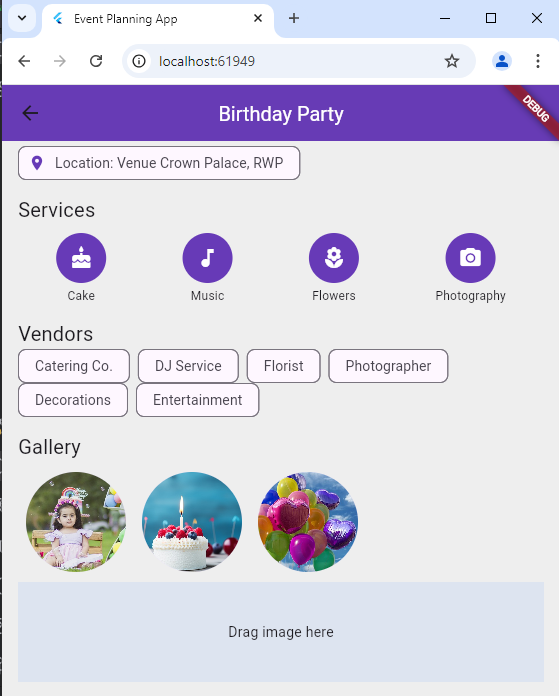 Event Planning App
localhost:61949
Birthday Party
DEBUG
Location: Venue Crown Palace, RWP
Services
Cake Music Flowers Photography
Vendors
Catering Co. DJ Service Florist Photographer
Decorations Entertainment
Gallery
Drag image here